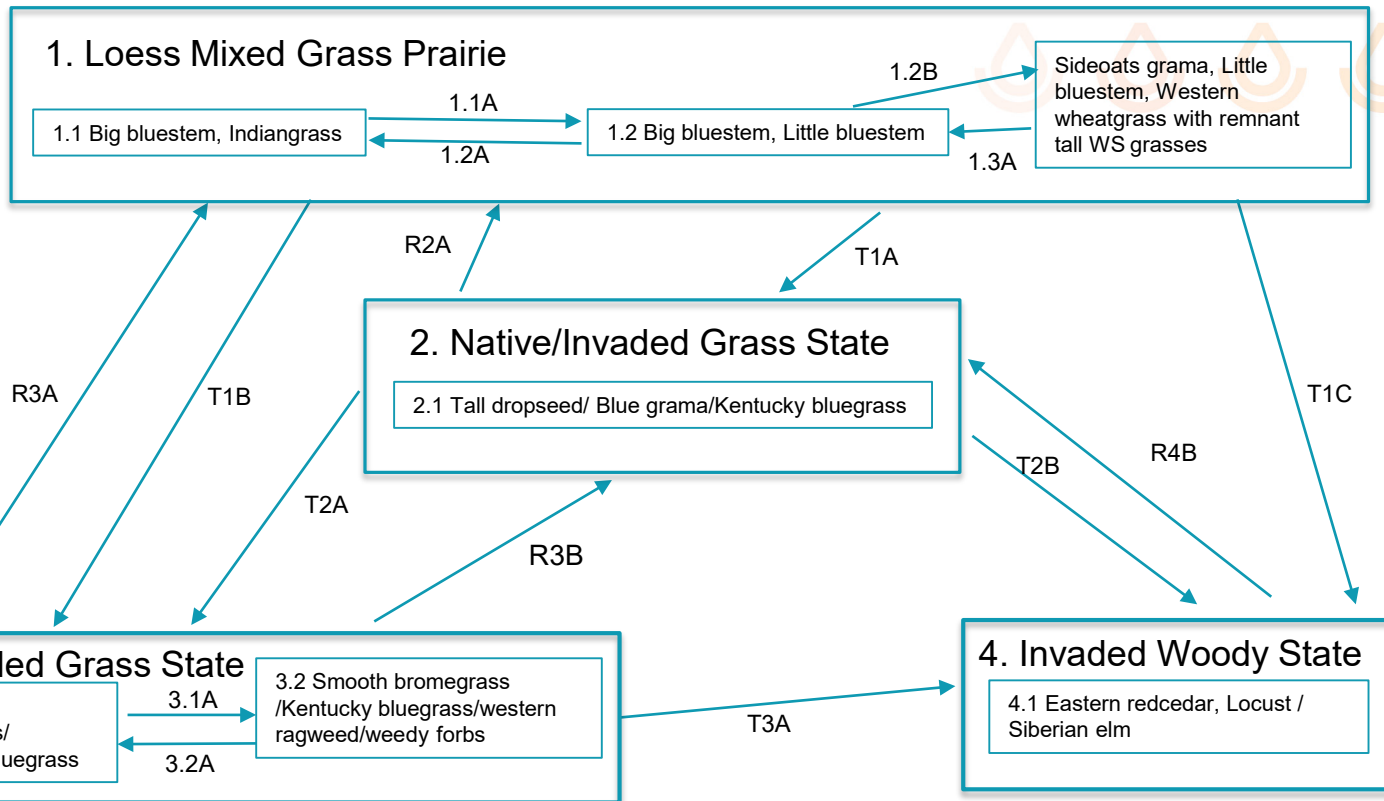 1. Loess Mixed Grass Prairie
1.1 Big bluestem, Indiangrass
1.1A
1.2A
1.2 Big bluestem, Little bluestem
1.2B
1.3A
Sideoats grama, Little
bluestem, Western
wheatgrass with remnant
tall WS grasses
R3A
T1B
R2A
T1A
T1C
2. Native/Invaded Grass State
2.1 Tall dropseed/ Blue grama/Kentucky bluegrass
T2A
R3B
T2B
R4B
Grass State
3.1A
3.2A
3.2 Smooth bromegrass
/Kentucky bluegrass/western
ragweed/weedy forbs
T3A
4. Invaded Woody State
4.1 Eastern redcedar, Locust /
Siberian elm